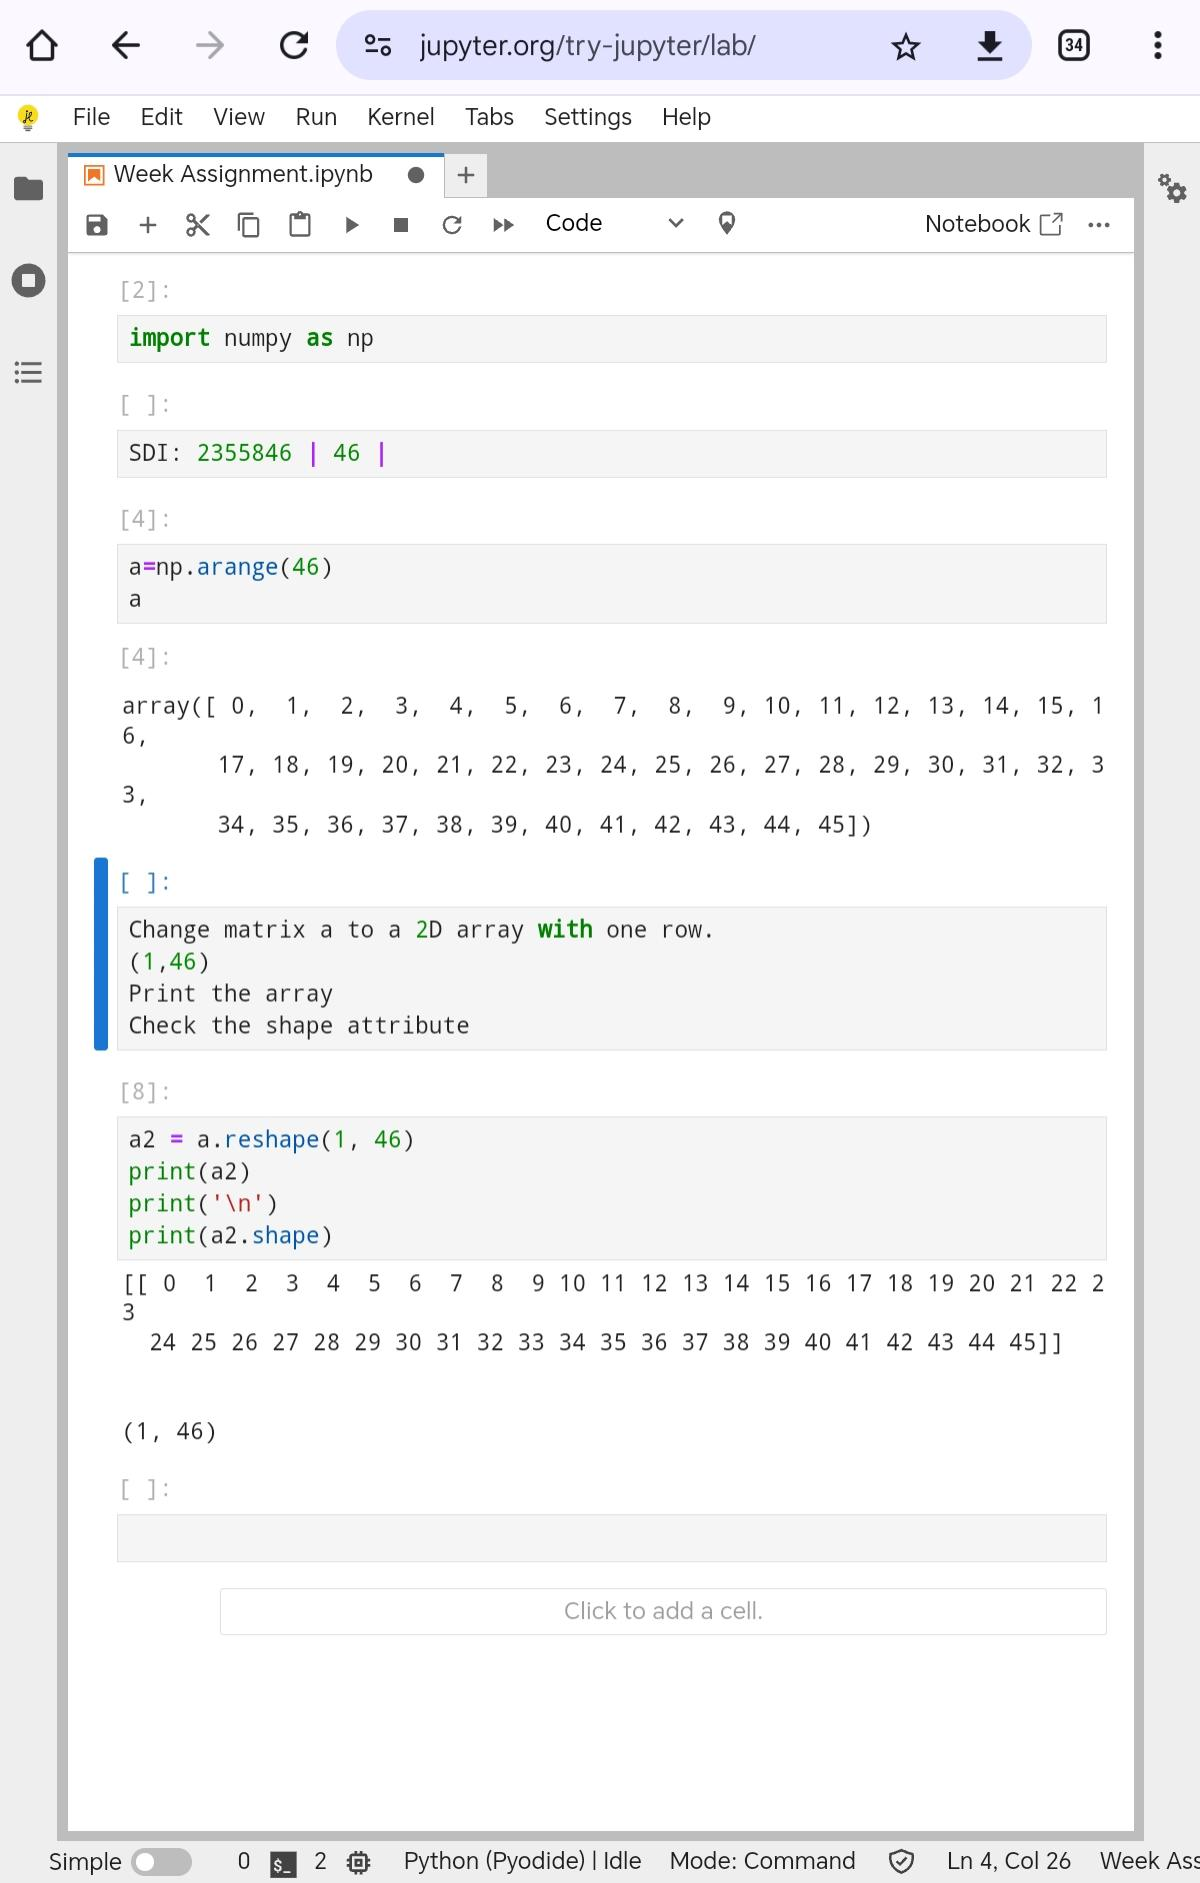 jupyter.org/try-jupyter/lab/
34
File Edit View Run Kernel Tabs Settings Help
Week Assignment.ipynb
Code
Notebook
[2]:
import numpy as np
[ ]:
SDI: 2355846 | 46 |
[4]:
a=np.arange(46)
a
[4]:
array([ 0,  1,  2,  3,  4,  5,  6,  7,  8,  9, 10, 11, 12, 13, 14, 15, 1
6,
       17, 18, 19, 20, 21, 22, 23, 24, 25, 26, 27, 28, 29, 30, 31, 32, 3
3,
       34, 35, 36, 37, 38, 39, 40, 41, 42, 43, 44, 45])
[ ]:
Change matrix a to a 2D array with one row.
(1,46)
Print the array
Check the shape attribute
[8]:
a2 = a.reshape(1, 46)
print(a2)
print('\n')
print(a2.shape)
[[ 0  1  2  3  4  5  6  7  8  9 10 11 12 13 14 15 16 17 18 19 20 21 22 2
3
  24 25 26 27 28 29 30 31 32 33 34 35 36 37 38 39 40 41 42 43 44 45]]
(1, 46)
[ ]:
Click to add a cell.
Simple 0 $_ 2 Python (Pyodide) | Idle Mode: Command Ln 4, Col 26 Week Ass